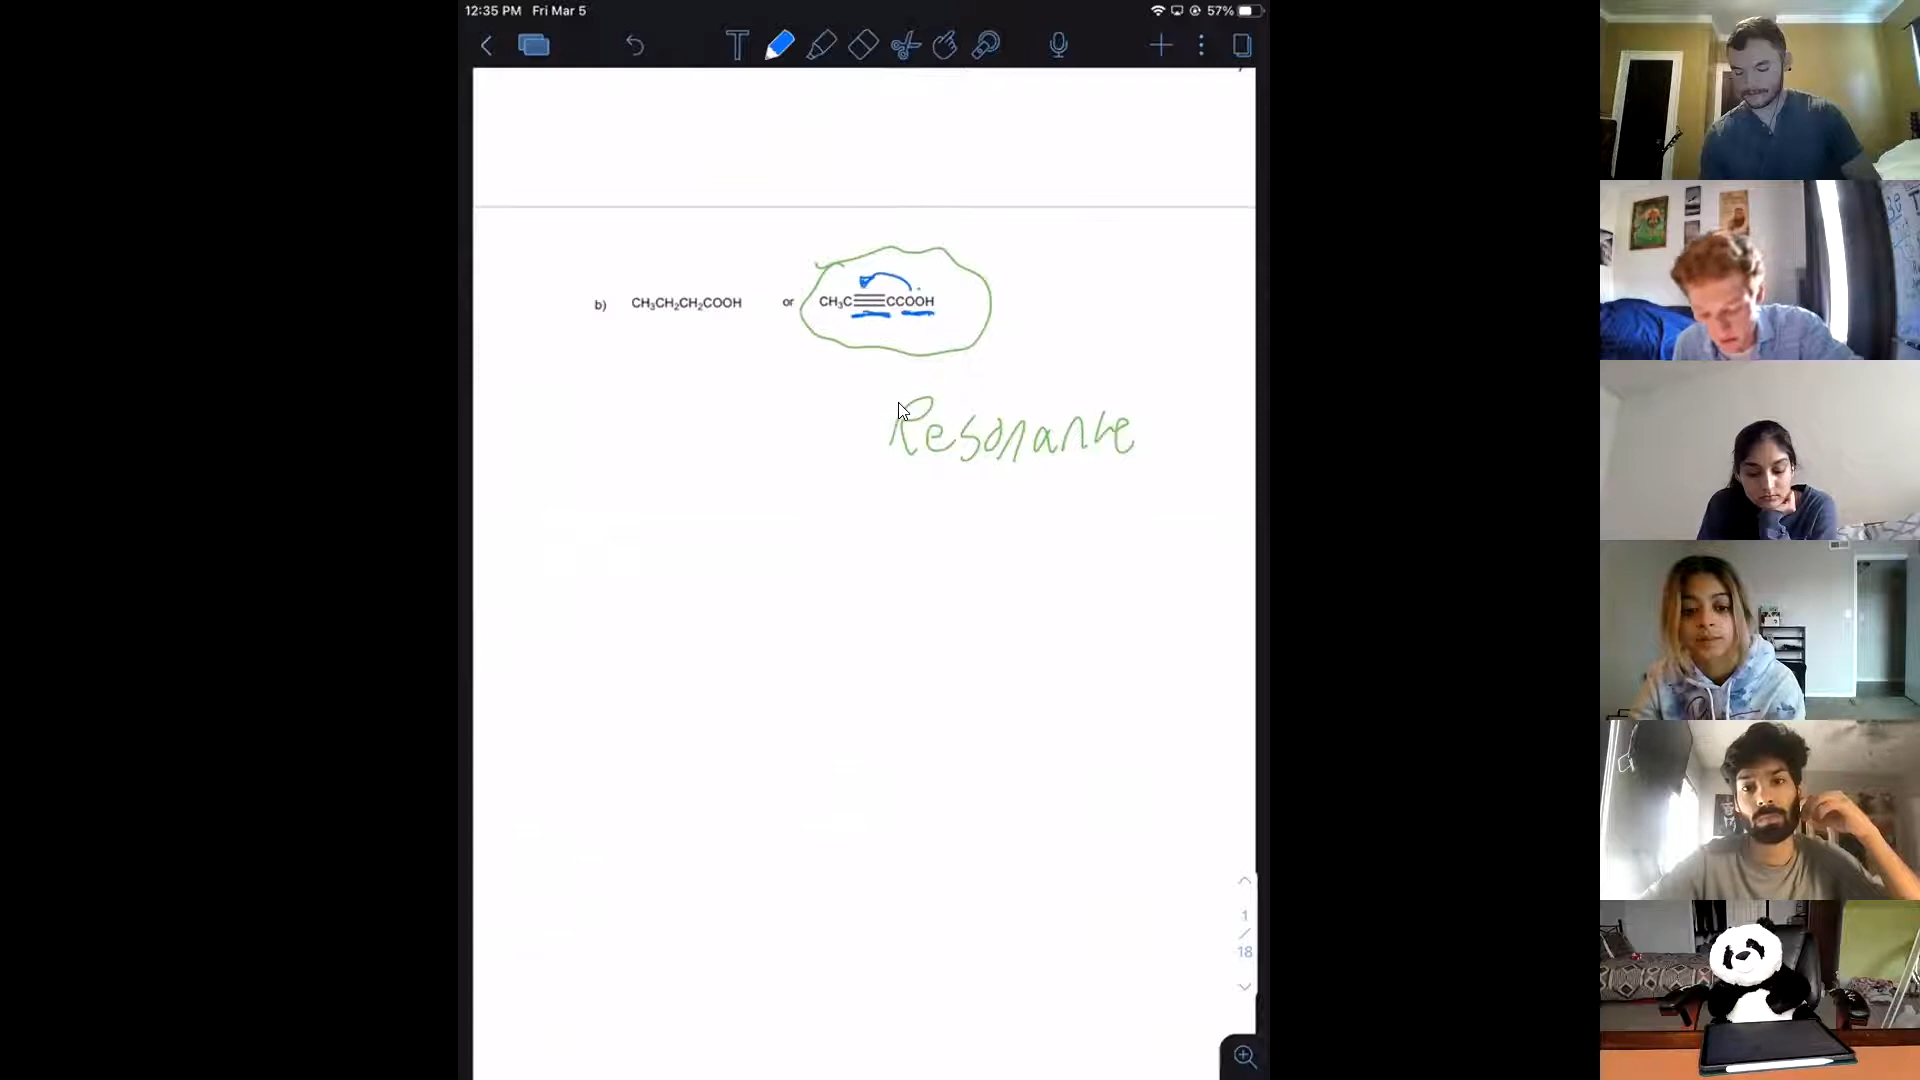 12:35 PM Fri Mar 5
57%
b) CH₃CH₂CH₂COOH or CH₃C≡CCOOH
Resonance
1
/
18